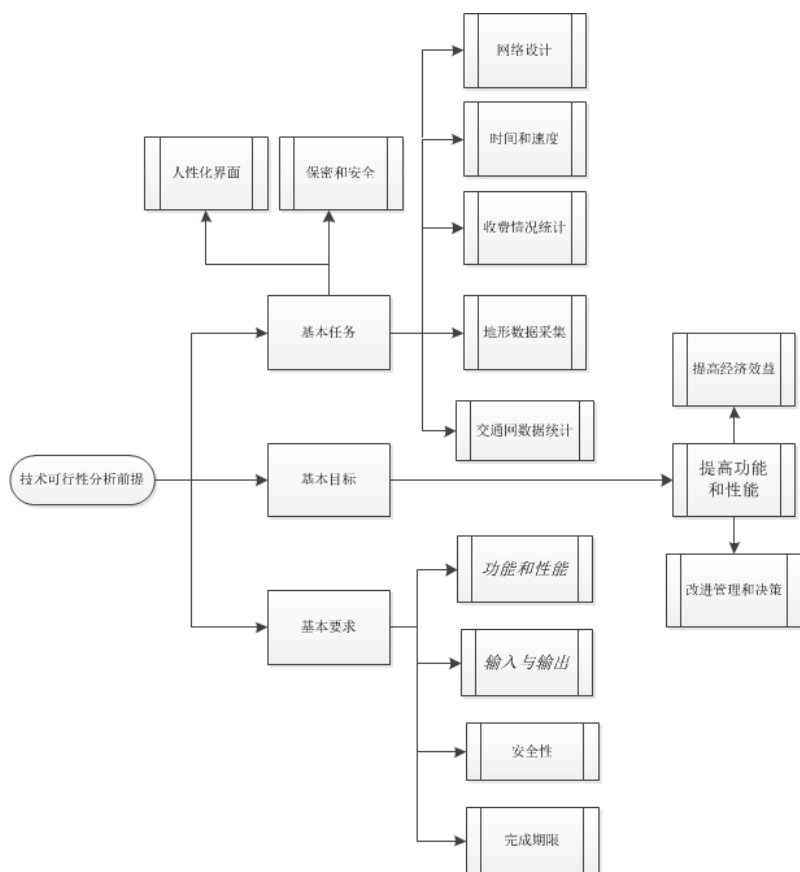 网络设计
时间和速度
人性化界面
保密和安全
收费情况统计
基本任务
地形数据采集
提高经济效益
交通网数据统计
技术可行性分析前提
基本目标
提高功能
和性能
功能和性能
改进管理和决策
基本要求
输入与输出
安全性
完成期限